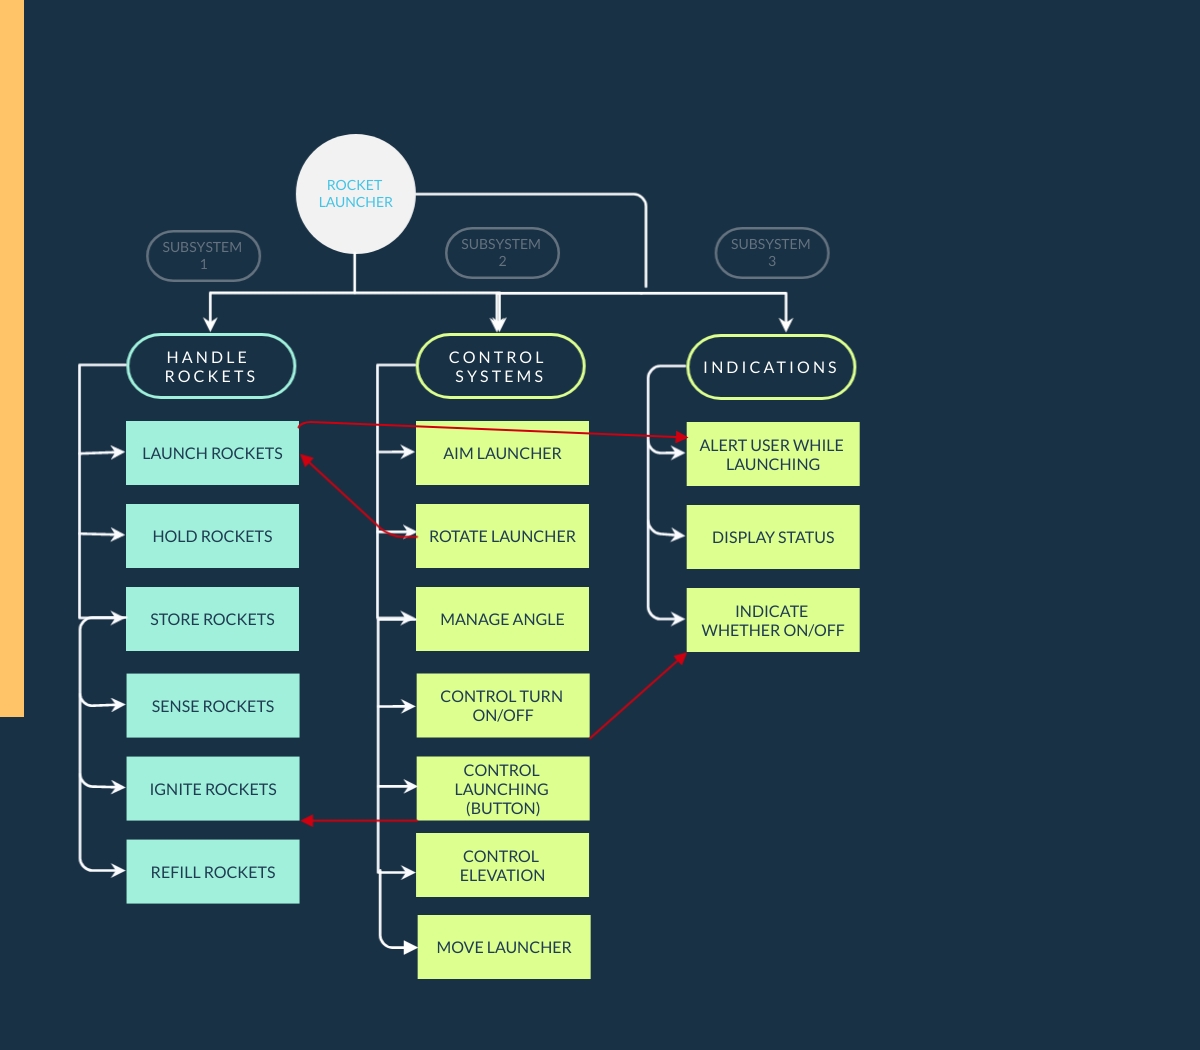 ROCKET
LAUNCHER
SUBSYSTEM
1
SUBSYSTEM
2
SUBSYSTEM
3
HANDLE
ROCKETS
CONTROL
SYSTEMS
INDICATIONS
LAUNCH ROCKETS
HOLD ROCKETS
STORE ROCKETS
SENSE ROCKETS
IGNITE ROCKETS
REFILL ROCKETS
AIM LAUNCHER
ROTATE LAUNCHER
MANAGE ANGLE
CONTROL TURN
ON/OFF
CONTROL
LAUNCHING
(BUTTON)
CONTROL
ELEVATION
MOVE LAUNCHER
ALERT USER WHILE
LAUNCHING
DISPLAY STATUS
INDICATE
WHETHER ON/OFF